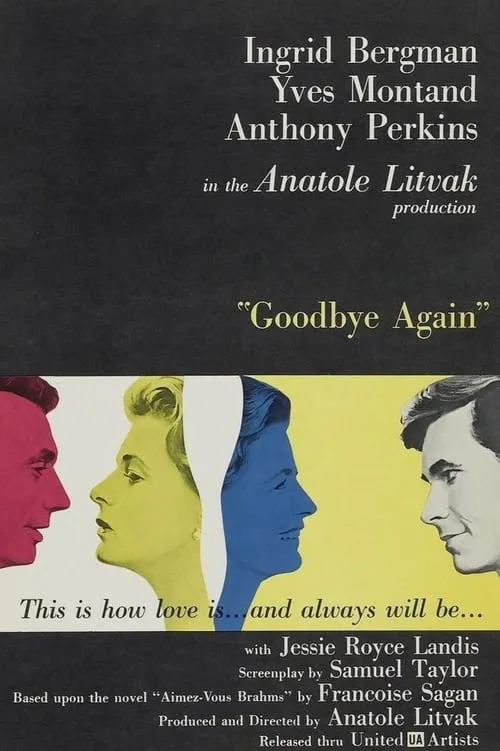 Ingrid Bergman
Yves Montand
Anthony Perkins
in the Anatole Litvak
production
“Goodbye Again”
This is how love is...and always will be...
with Jessie Royce Landis
Screenplay by Samuel Taylor
Based upon the novel “Aimez-Vous Brahms” by Francoise Sagan
Produced and Directed by Anatole Litvak
Released thru United UA Artists